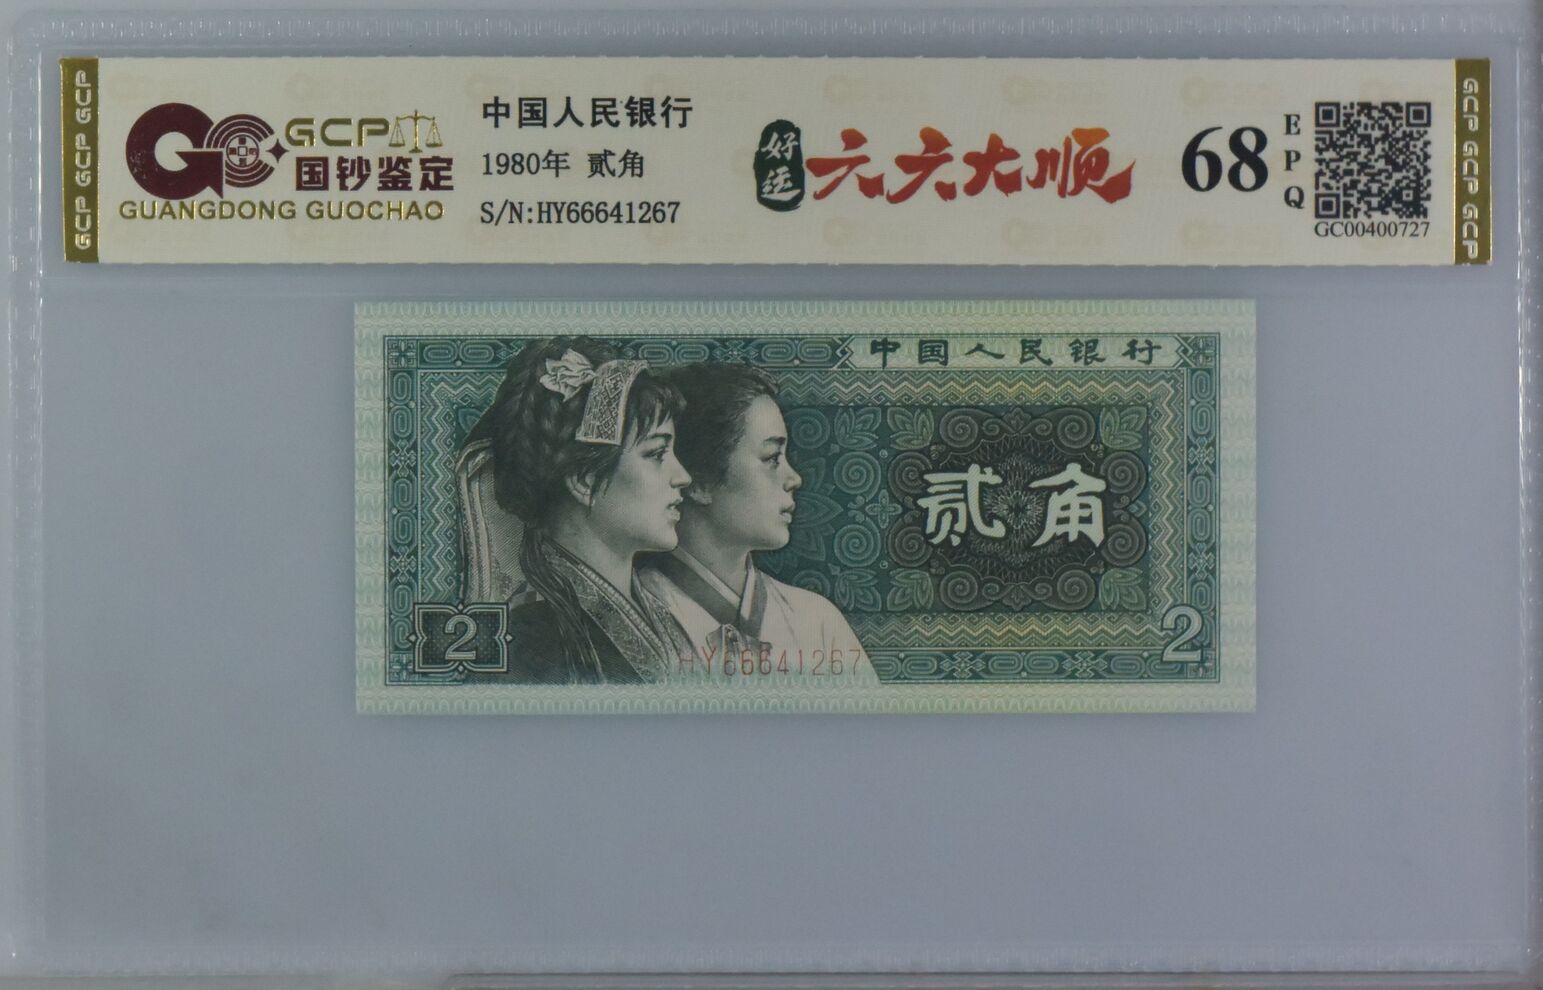 GCP GCP GCP
GCP
国钞鉴定
GUANGDONG GUOCHAO
中国人民银行
1980年 贰角
S/N:HY66641267
好运
六六大顺
68
EPQ
GC00400727
GCP GCP GCP
中国人民银行
贰角
2
2
HY66641267